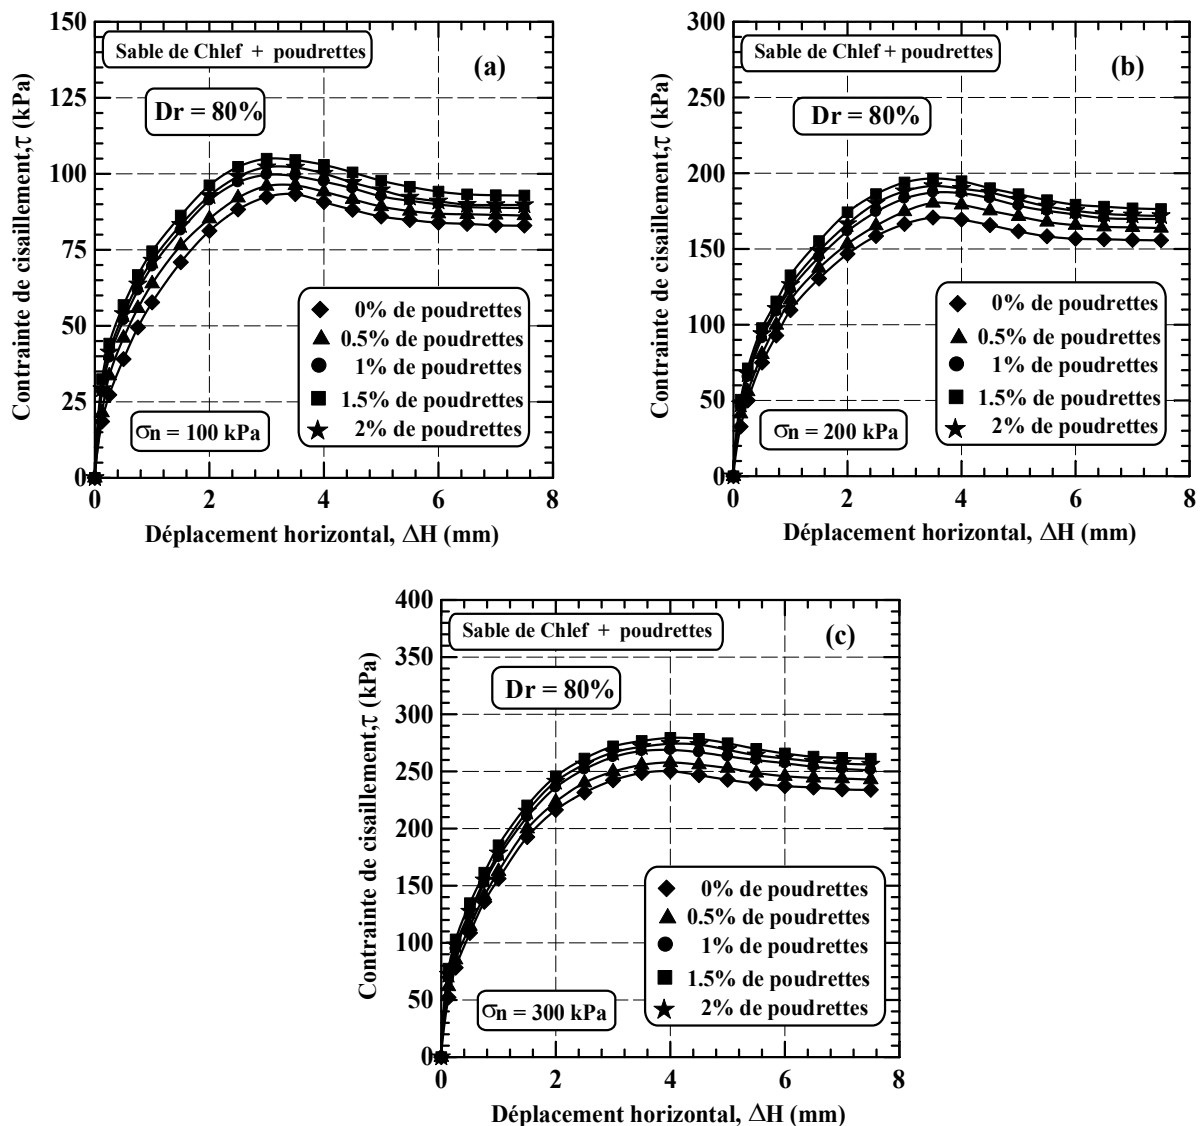 150
125
100
75
50
25
0
0
2
4
6
8
Contrainte de cisaillement,τ (kPa)
Déplacement horizontal, ΔH (mm)
Sable de Chlef + poudrettes
(a)
Dr = 80%
0% de poudrettes
0.5% de poudrettes
1% de poudrettes
1.5% de poudrettes
2% de poudrettes
σn = 100 kPa
300
250
200
150
100
50
0
0
2
4
6
8
Contrainte de cisaillement,τ (kPa)
Déplacement horizontal, ΔH (mm)
Sable de Chlef + poudrettes
(b)
Dr = 80%
0% de poudrettes
0.5% de poudrettes
1% de poudrettes
1.5% de poudrettes
2% de poudrettes
σn = 200 kPa
400
350
300
250
200
150
100
50
0
0
2
4
6
8
Contrainte de cisaillement,τ (kPa)
Déplacement horizontal, ΔH (mm)
Sable de Chlef + poudrettes
(c)
Dr = 80%
0% de poudrettes
0.5% de poudrettes
1% de poudrettes
1.5% de poudrettes
2% de poudrettes
σn = 300 kPa